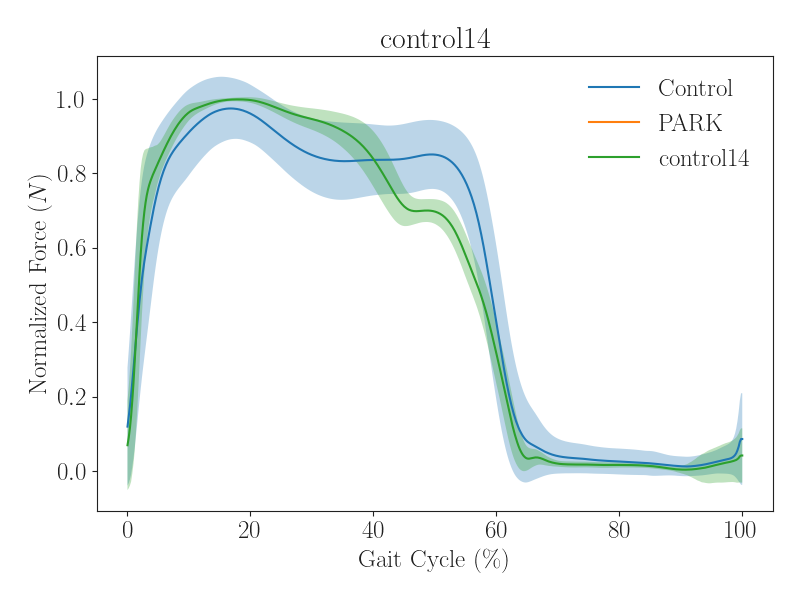 control14
Control
PARK
control14
Normalized Force (N)
1.0
0.8
0.6
0.4
0.2
0.0
0 20 40 60 80 100
Gait Cycle (%)